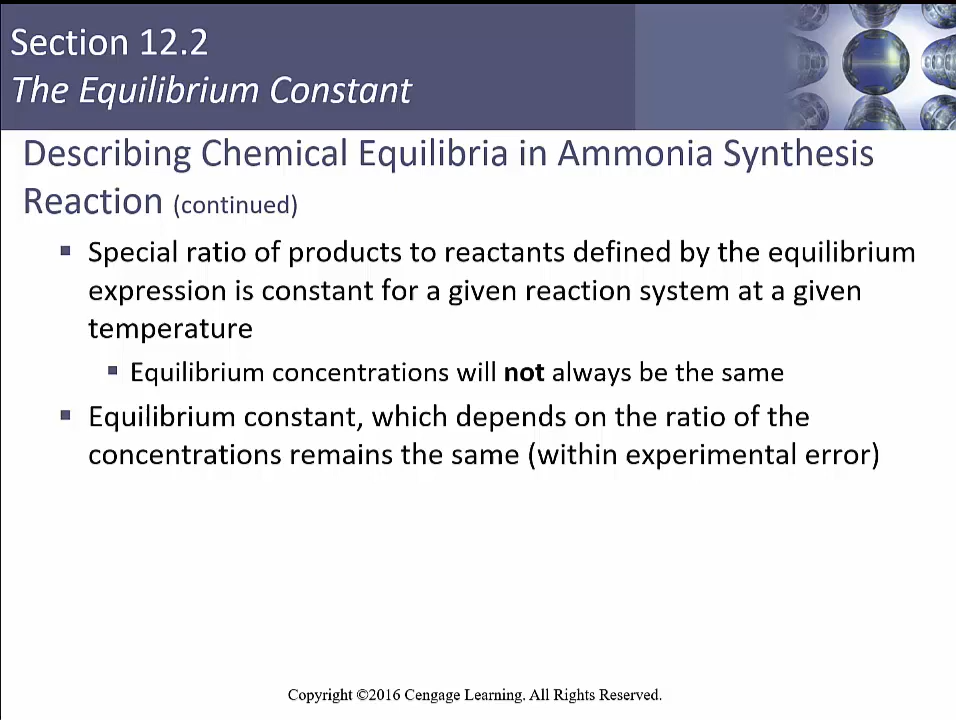 Section 12.2
The Equilibrium Constant
Describing Chemical Equilibria in Ammonia Synthesis
Reaction (continued)
Special ratio of products to reactants defined by the equilibrium
expression is constant for a given reaction system at a given
temperature
Equilibrium concentrations will not always be the same
Equilibrium constant, which depends on the ratio of the
concentrations remains the same (within experimental error)
Copyright ©2016 Cengage Learning. All Rights Reserved.